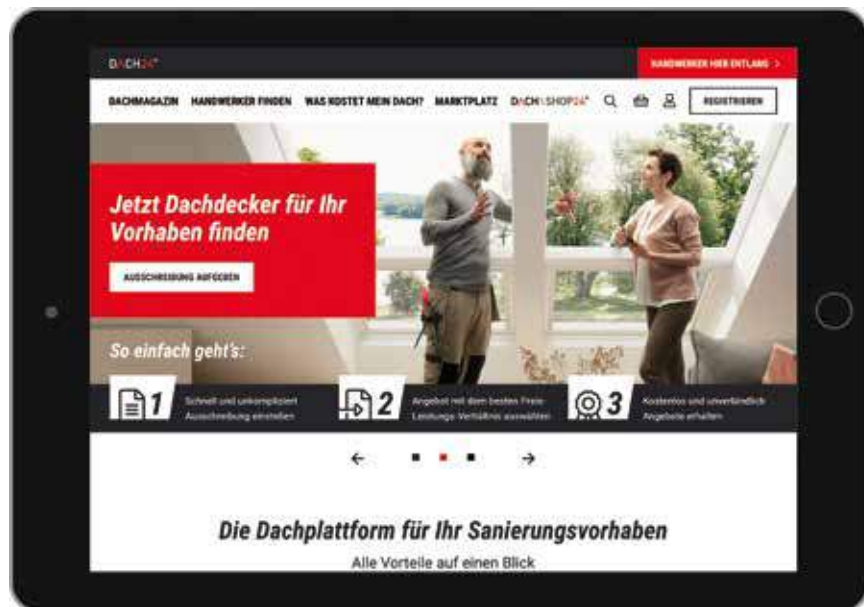 DACH24
HANDWERKER HIER ENTLANG >
DACHMAGAZIN HANDWERKER FINDEN WAS KOSTET MEIN DACH? MARKTPLATZ DACH\SHOP24 REGISTRIEREN
Jetzt Dachdecker für Ihr
Vorhaben finden
AUSSCHREIBUNG AUFGEBEN
So einfach geht's:
1 Schnell und unkompliziert
Ausschreibung einstellen
2 Angebot mit dem besten Preis-
Leistungs-Verhältnis auswählen
3 Kostenlos und unverbindlich
Angebote erhalten
Die Dachplattform für Ihr Sanierungsvorhaben
Alle Vorteile auf einen Blick